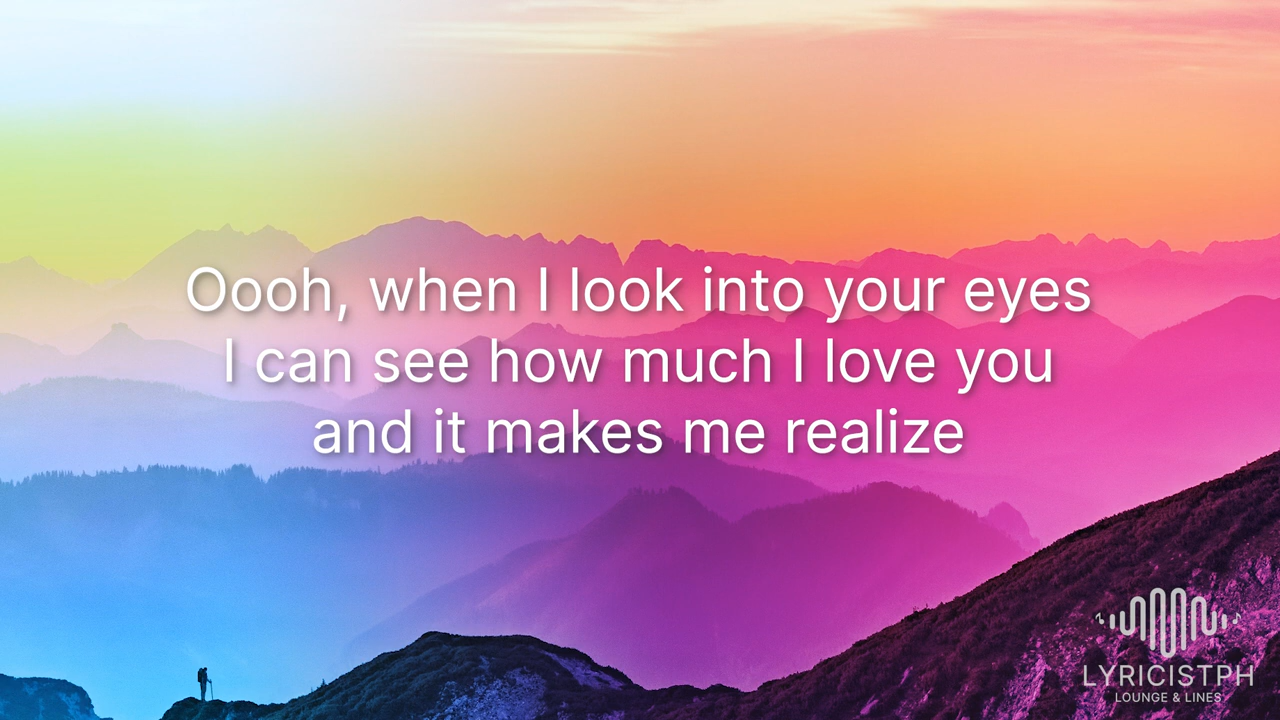 Oooh, when I look into your eyes
I can see how much I love you
and it makes me realize
LYRICISTPH
LOUNGE & LINES